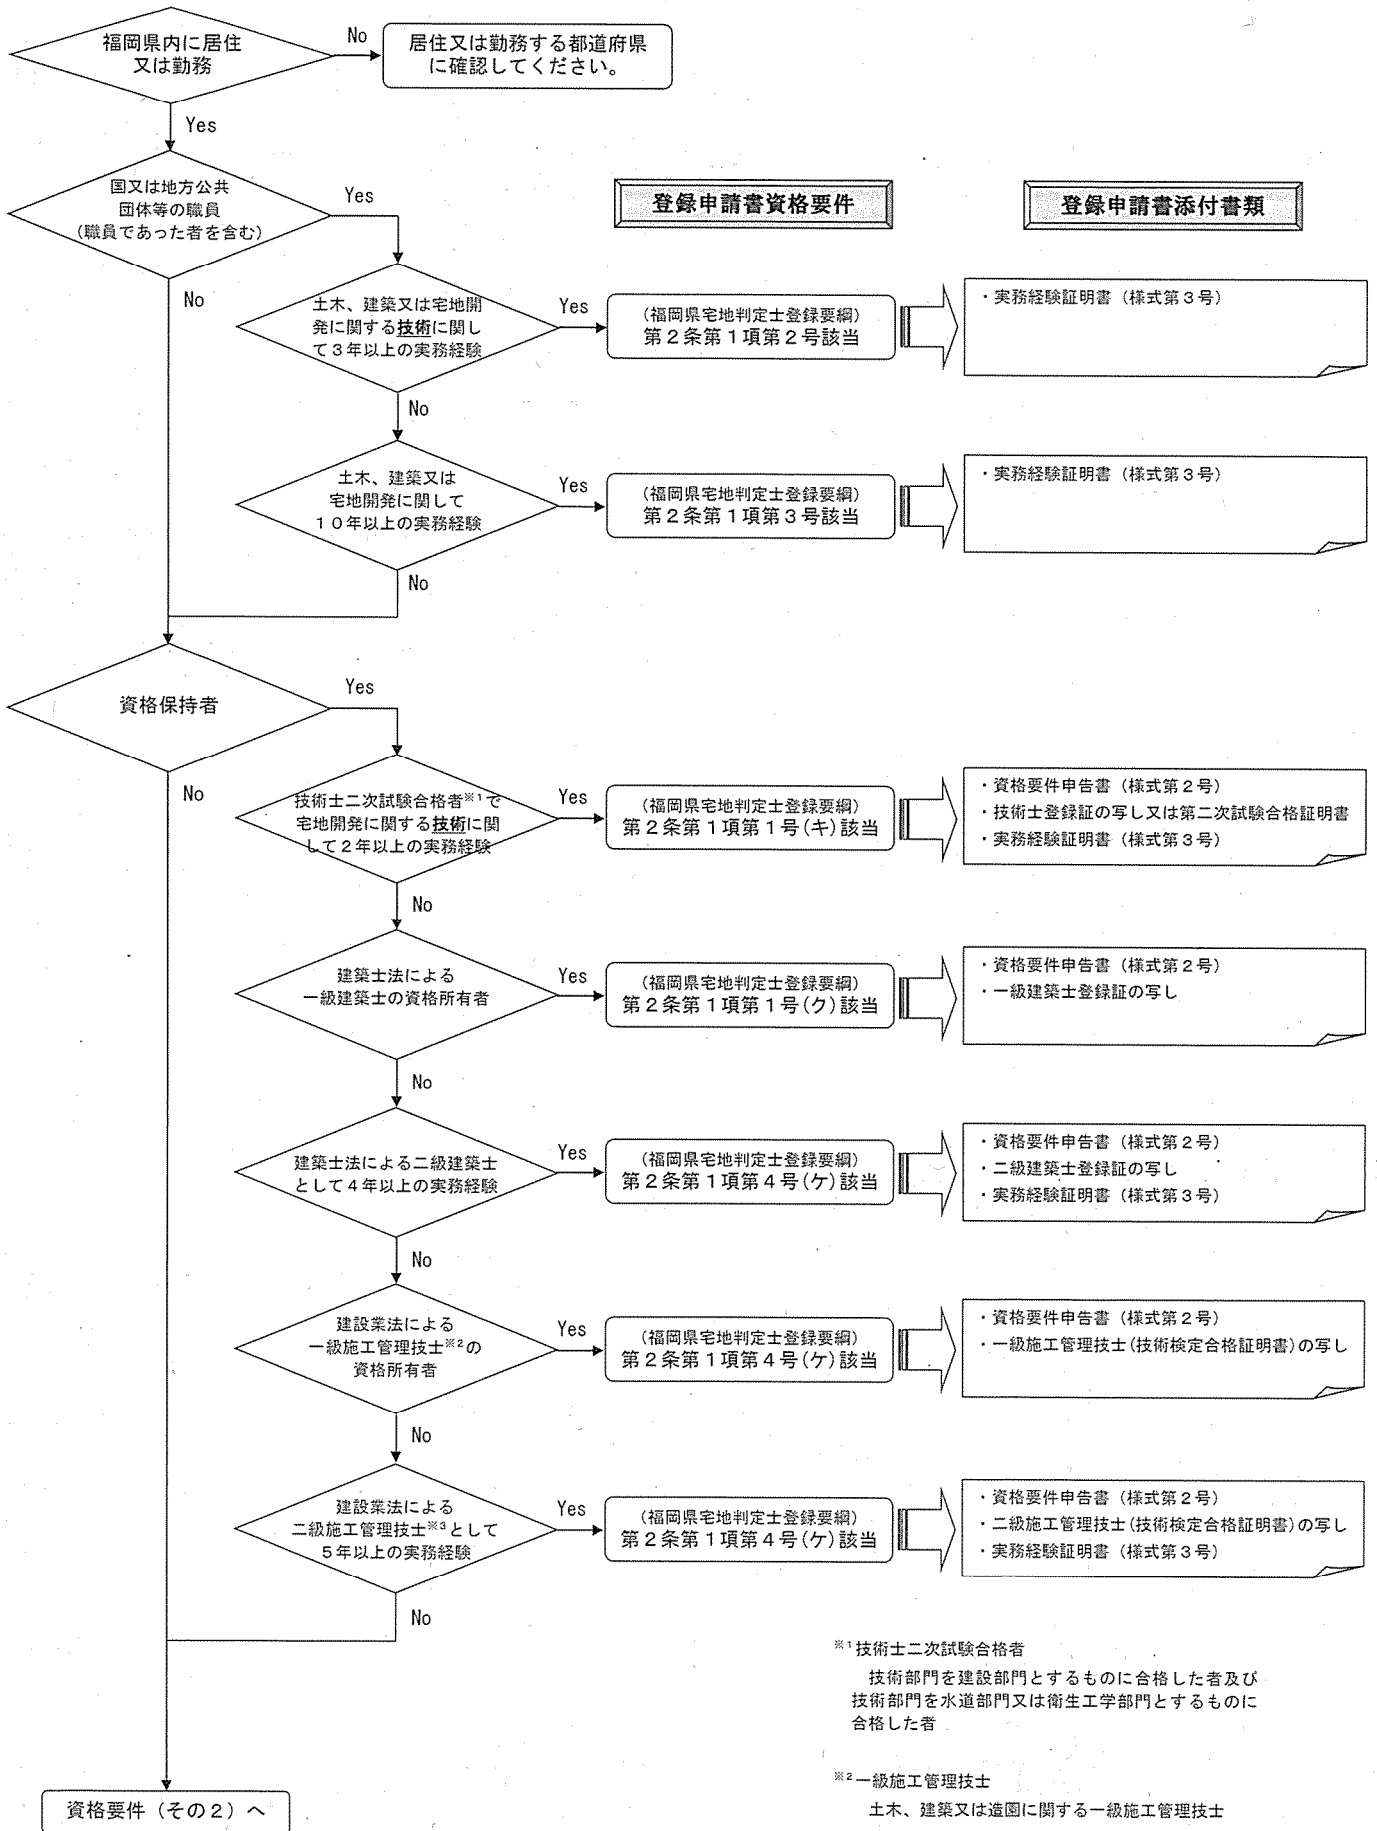 福岡県内に居住
又は勤務
No
居住又は勤務する都道府県
に確認してください。
Yes
国又は地方公共
団体等の職員
(職員であった者を含む)
Yes
No
登録申請書資格要件
登録申請書添付書類
土木、建築又は宅地開
発に関する技術に関し
て3年以上の実務経験
Yes
(福岡県宅地判定士登録要綱)
第2条第1項第2号該当
・実務経験証明書 (様式第3号)
No
土木、建築又は
宅地開発に関して
10年以上の実務経験
Yes
(福岡県宅地判定士登録要綱)
第2条第1項第3号該当
・実務経験証明書 (様式第3号)
No
資格保持者
Yes
No
技術士二次試験合格者※1で
宅地開発に関する技術に関
して2年以上の実務経験
Yes
(福岡県宅地判定士登録要綱)
第2条第1項第1号(キ)該当
・資格要件申告書 (様式第2号)
・技術士登録証の写し又は第二次試験合格証明書
・実務経験証明書 (様式第3号)
No
建築士法による
一級建築士の資格所有者
Yes
(福岡県宅地判定士登録要綱)
第2条第1項第1号(ク)該当
・資格要件申告書 (様式第2号)
・一級建築士登録証の写し
No
建築士法による二級建築士
として4年以上の実務経験
Yes
(福岡県宅地判定士登録要綱)
第2条第1項第4号(ケ)該当
・資格要件申告書 (様式第2号)
・二級建築士登録証の写し
・実務経験証明書 (様式第3号)
No
建設業法による
一級施工管理技士※2の
資格所有者
Yes
(福岡県宅地判定士登録要綱)
第2条第1項第4号(ケ)該当
・資格要件申告書 (様式第2号)
・一級施工管理技士(技術検定合格証明書)の写し
No
建設業法による
二級施工管理技士※3として
5年以上の実務経験
Yes
(福岡県宅地判定士登録要綱)
第2条第1項第4号(ケ)該当
・資格要件申告書 (様式第2号)
・二級施工管理技士(技術検定合格証明書)の写し
・実務経験証明書 (様式第3号)
No
※1技術士二次試験合格者
技術部門を建設部門とするものに合格した者及び
技術部門を水道部門又は衛生工学部門とするものに
合格した者
※2一級施工管理技士
土木、建築又は造園に関する一級施工管理技士
資格要件(その2)へ